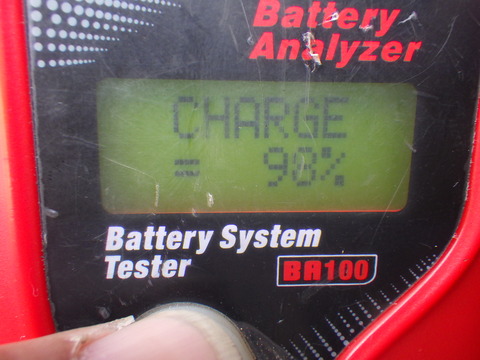 Battery
Analyzer
CHARGE
= 98%
Battery System
Tester
BA100